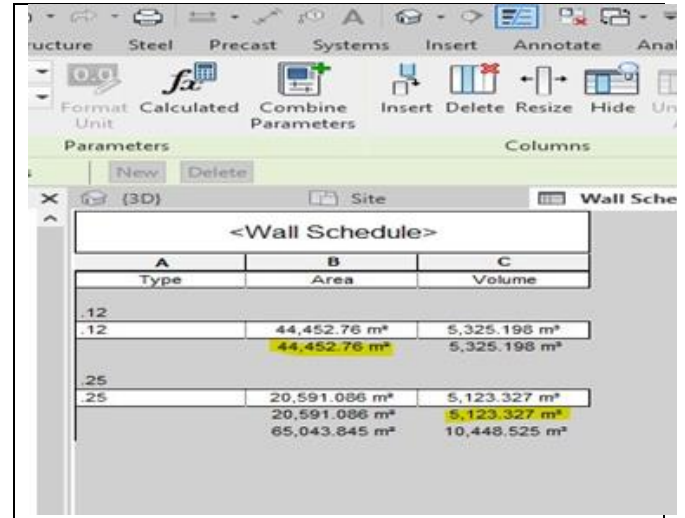 ucture Steel Precast Systems Insert Annotate Anal
Format Unit Calculated Combine Parameters Insert Delete Resize Hide Un
Parameters Columns
New Delete
{3D} Site Wall Sche
<Wall Schedule>
A B C
Type Area Volume
.12
.12 44,452.76 m² 5,325.198 m³
44,452.76 m² 5,325.198 m³
.25
.25 20,591.086 m² 5,123.327 m³
20,591.086 m² 5,123.327 m³
65,043.845 m² 10,448.525 m³